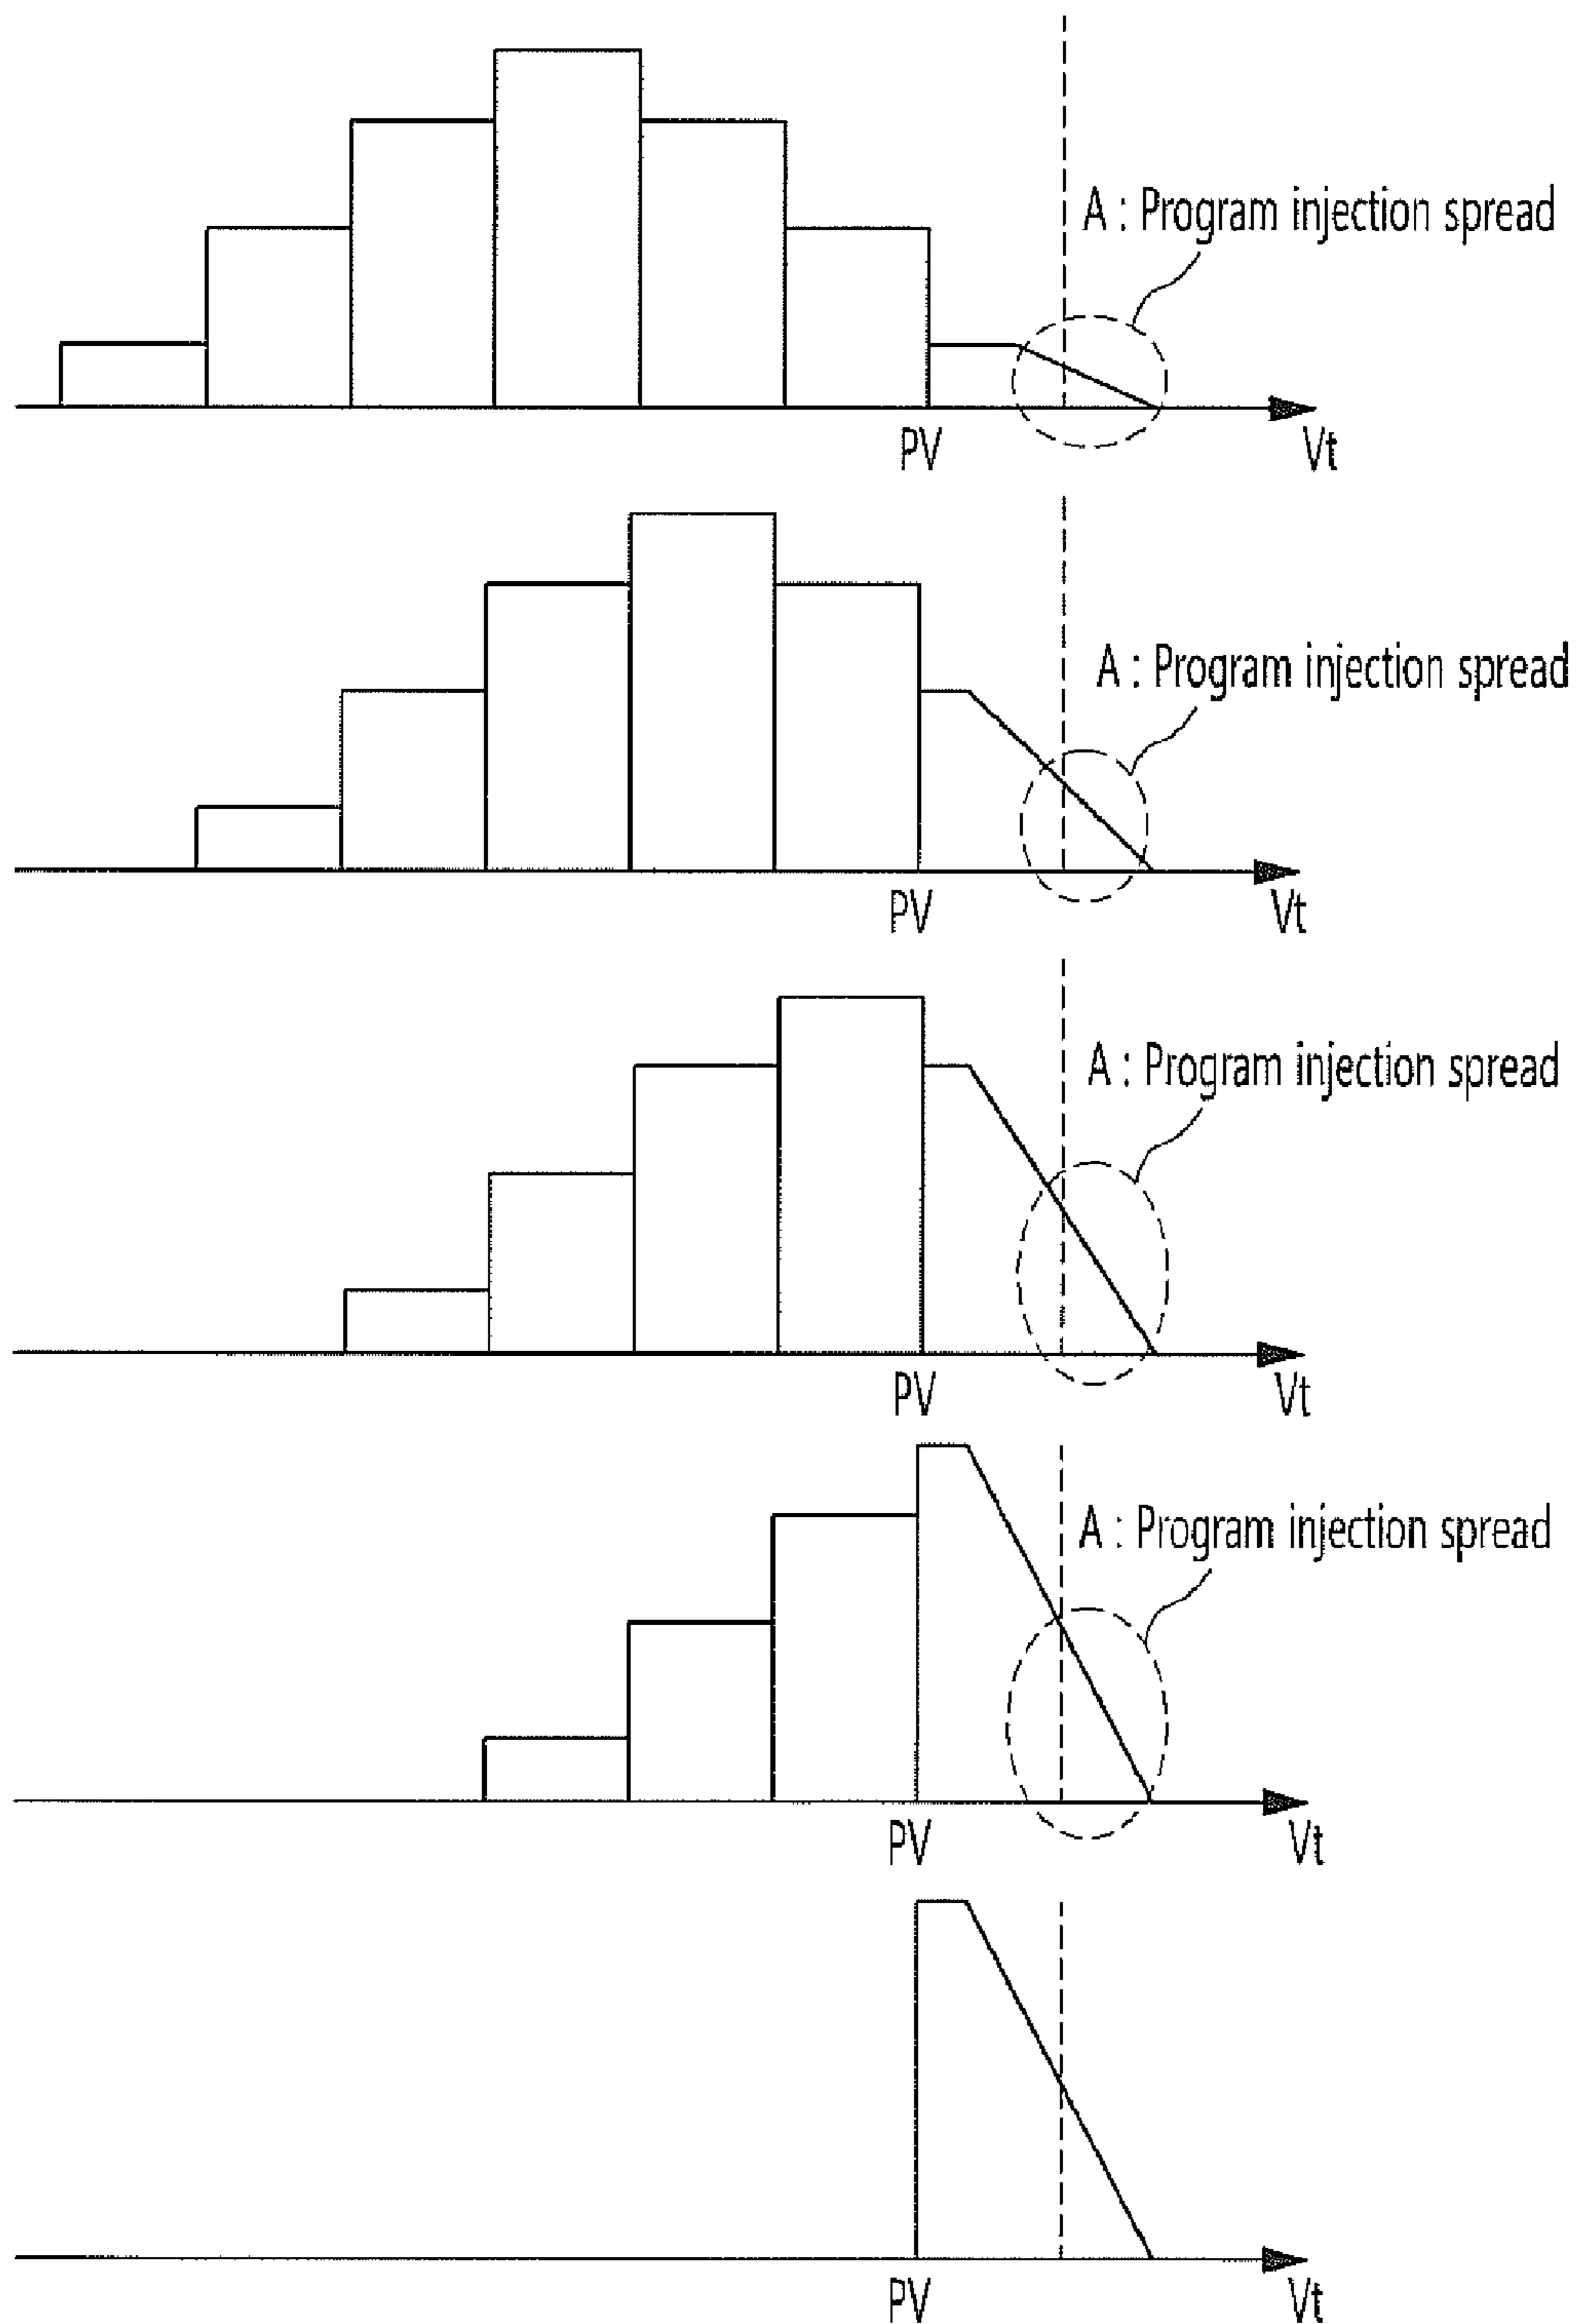 A : Program injection spread
PV
Vt
A : Program injection spread
PV
Vt
A : Program injection spread
PV
Vt
A : Program injection spread
PV
Vt
PV
Vt